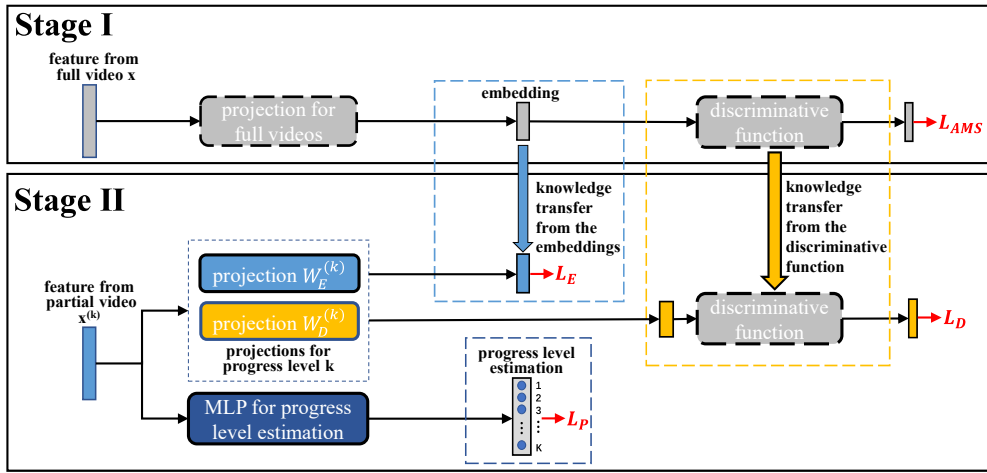 Stage I
feature from
full video x
projection for
full videos
embedding
discriminative
function
L_AMS
Stage II
knowledge
transfer
from the
embeddings
knowledge
transfer
from the
discriminative
function
feature from
partial video
x^(k)
projection W_E^(k)
L_E
projection W_D^(k)
projections for
progress level k
discriminative
function
L_D
MLP for progress
level estimation
progress level
estimation
1
2
3
⋮
K
L_P